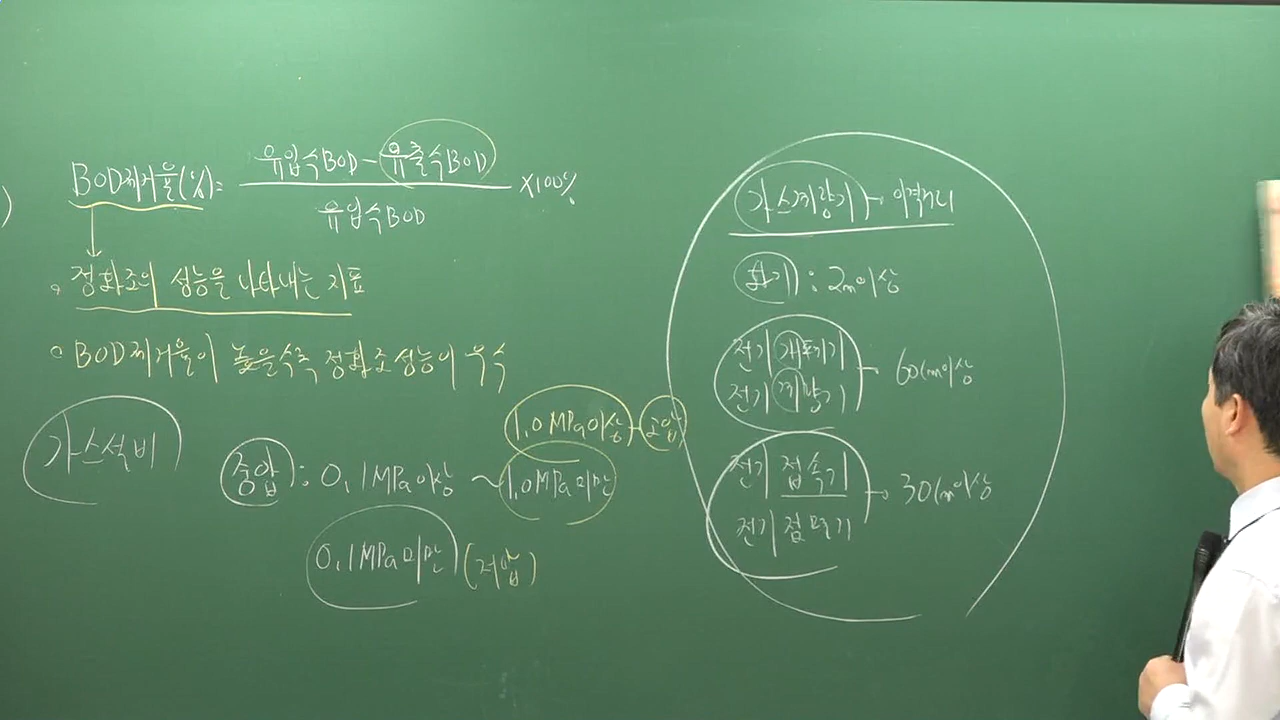 BOD제거율(%)= 유입수BOD-유출수BOD ×100%
유입수BOD
정화조의 성능을 나타내는 지표
BOD제거율이 높을수록 정화조성능이 우수
가스설비
1.0MPa이상 - 고압
중압 : 0.1MPa이상 ~ 1.0MPa미만
0.1MPa미만 (저압)
가스계량기 - 이격거리
화기 : 2m이상
전기개폐기
전기계량기
60cm이상
전기 접속기
전기 점멸기
30cm이상